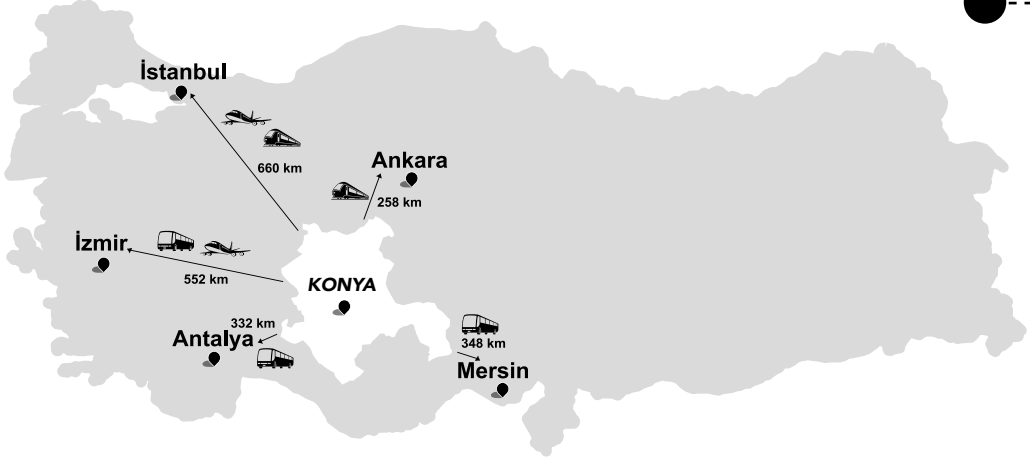 İstanbul
660 km
Ankara
258 km
İzmir
552 km
KONYA
332 km
Antalya
348 km
Mersin